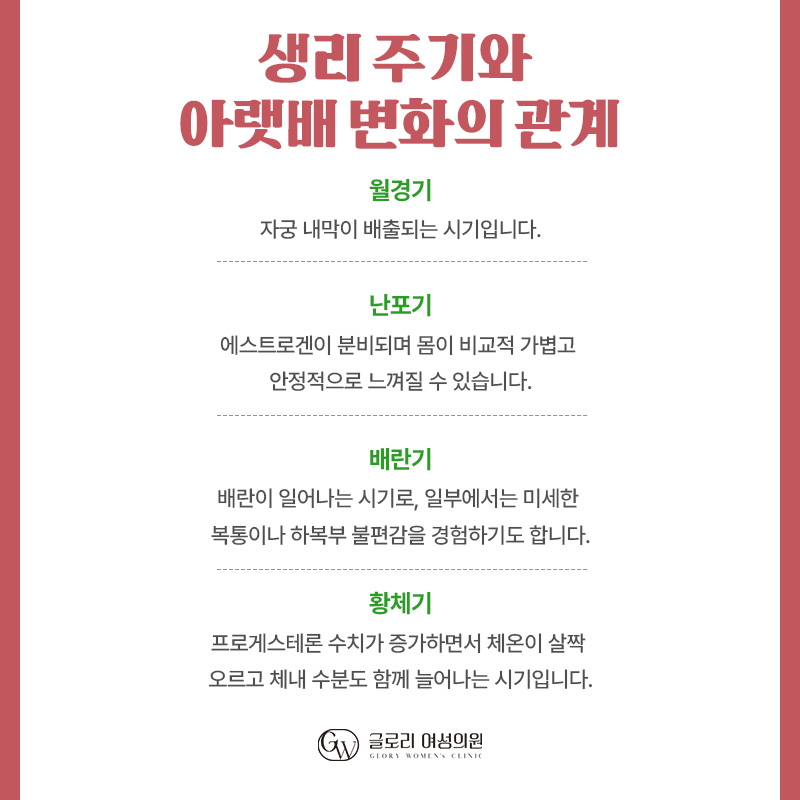 생리 주기와
아랫배 변화의 관계
월경기
자궁 내막이 배출되는 시기입니다.
난포기
에스트로겐이 분비되며 몸이 비교적 가볍고
안정적으로 느껴질 수 있습니다.
배란기
배란이 일어나는 시기로, 일부에서는 미세한
복통이나 하복부 불편감을 경험하기도 합니다.
황체기
프로게스테론 수치가 증가하면서 체온이 살짝
오르고 체내 수분도 함께 늘어나는 시기입니다.
GW 글로리 여성의원
GLORY WOMEN's CLINIC